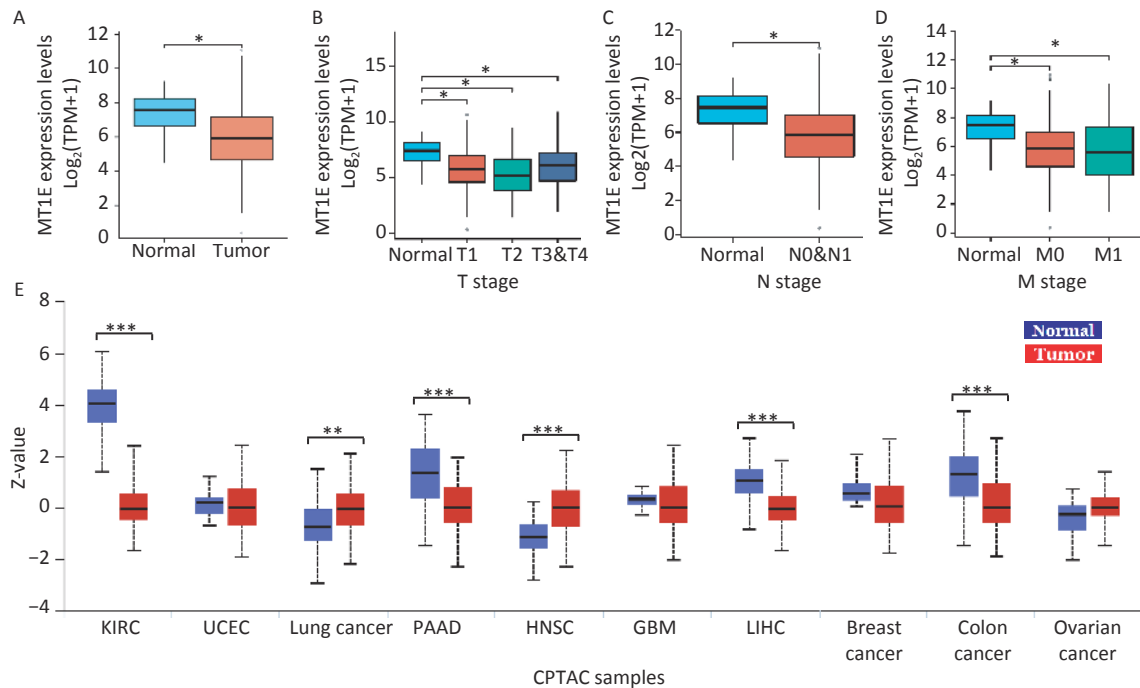 A
B
C
D
MT1E expression levels
Log₂(TPM+1)
12
10
8
6
4
2
0
*
Normal Tumor
MT1E expression levels
Log₂(TPM+1)
15
10
5
0
*
*
*
Normal T1 T2 T3&T4
T stage
MT1E expression levels
Log2(TPM+1)
12
10
8
6
4
2
0
*
Normal N0&N1
N stage
MT1E expression levels
Log₂(TPM+1)
14
12
10
8
6
4
2
0
*
*
Normal M0 M1
M stage
E
Z-value
8
6
4
2
0
−2
−4
***
**
***
***
***
***
Normal
Tumor
KIRC UCEC Lung cancer PAAD HNSC GBM LIHC Breast cancer Colon cancer Ovarian cancer
CPTAC samples